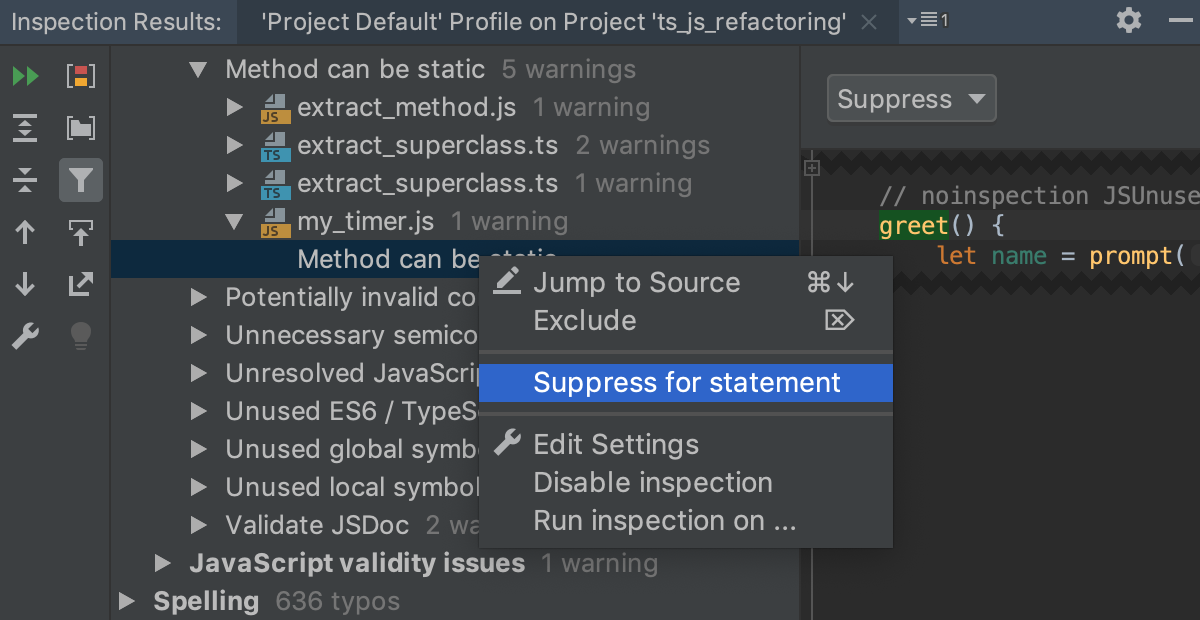 Inspection Results: 'Project Default' Profile on Project 'ts_js_refactoring' 1
Method can be static 5 warnings
JS extract_method.js 1 warning
TS extract_superclass.ts 2 warnings
TS extract_superclass.ts 1 warning
JS my_timer.js 1 warning
Method can be static
Potentially invalid co
Unnecessary semico
Unresolved JavaScrip
Unused ES6 / TypeS
Unused global symb
Unused local symbol
Validate JSDoc 2 wa
JavaScript validity issues 1 warning
Spelling 636 typos
Jump to Source ⌘↓
Exclude ⌦
Suppress for statement
Edit Settings
Disable inspection
Run inspection on ...
Suppress
// noinspection JSUnuse
greet() {
let name = prompt(